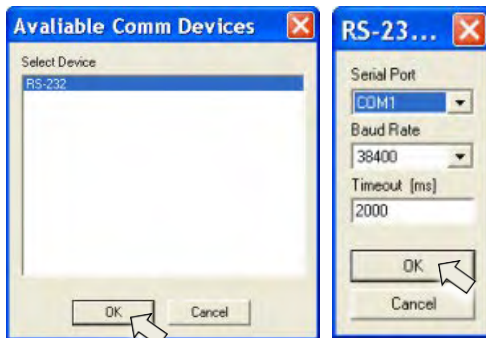 Avaliable Comm Devices
Select Device
RS-232
OK
Cancel
RS-23...
Serial Port
COM1
Baud Rate
38400
Timeout [ms]
2000
OK
Cancel